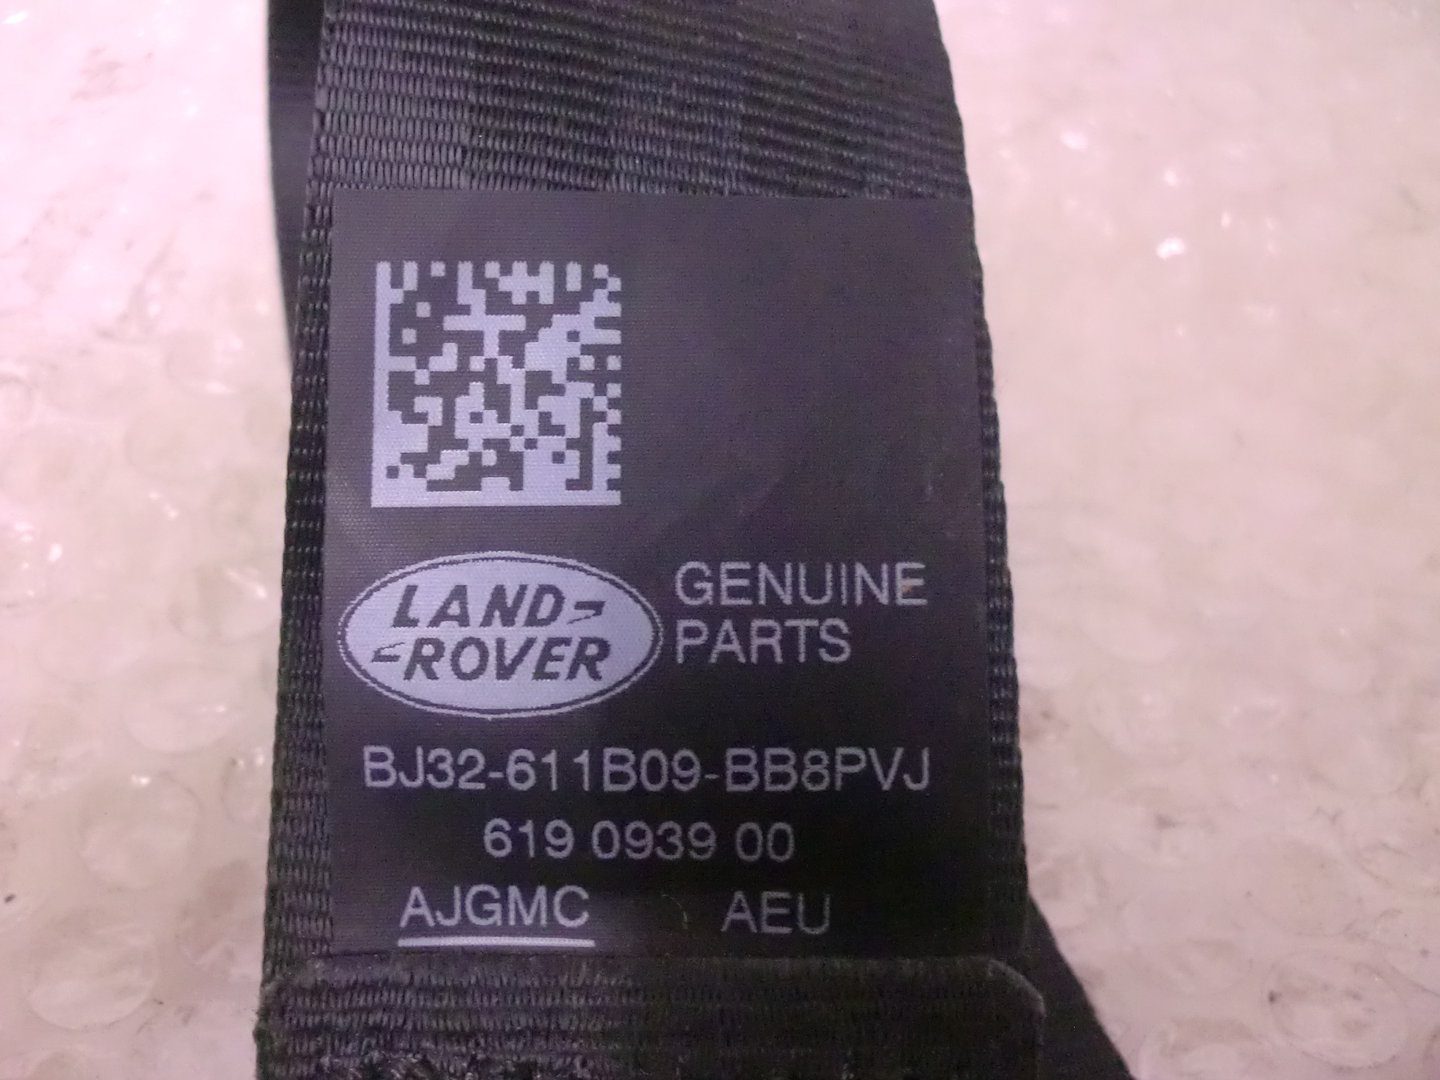 LAND
ROVER
GENUINE
PARTS
BJ32-611B09-BB8PVJ
619 0939 00
AJGMC AEU